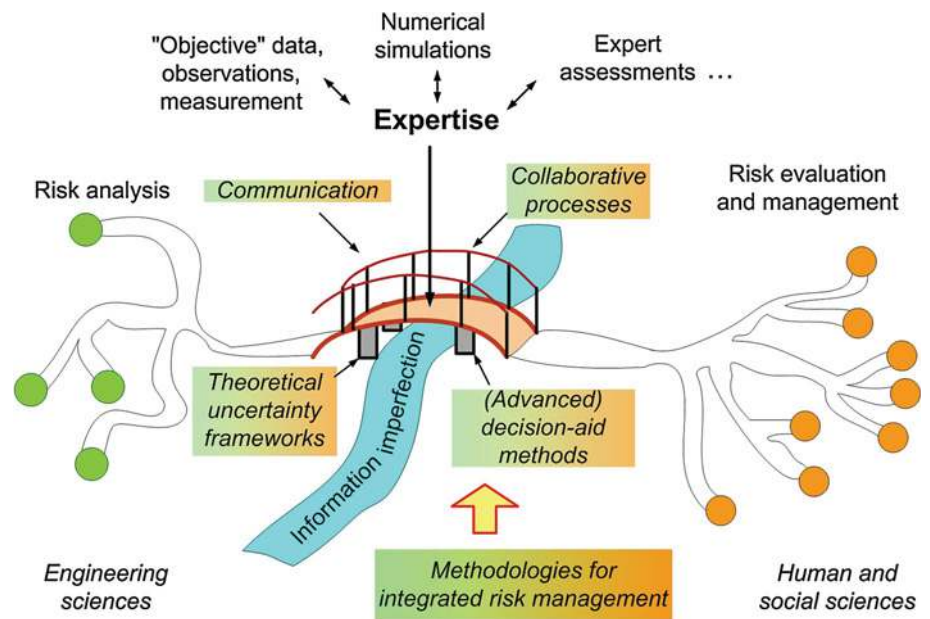 Numerical
simulations
"Objective" data,
observations,
measurement
Expert
assessments ...
Expertise
Risk analysis
Communication
Collaborative
processes
Risk evaluation
and management
Theoretical
uncertainty
frameworks
Information imperfection
(Advanced)
decision-aid
methods
Engineering
sciences
Methodologies for
integrated risk management
Human and
social sciences